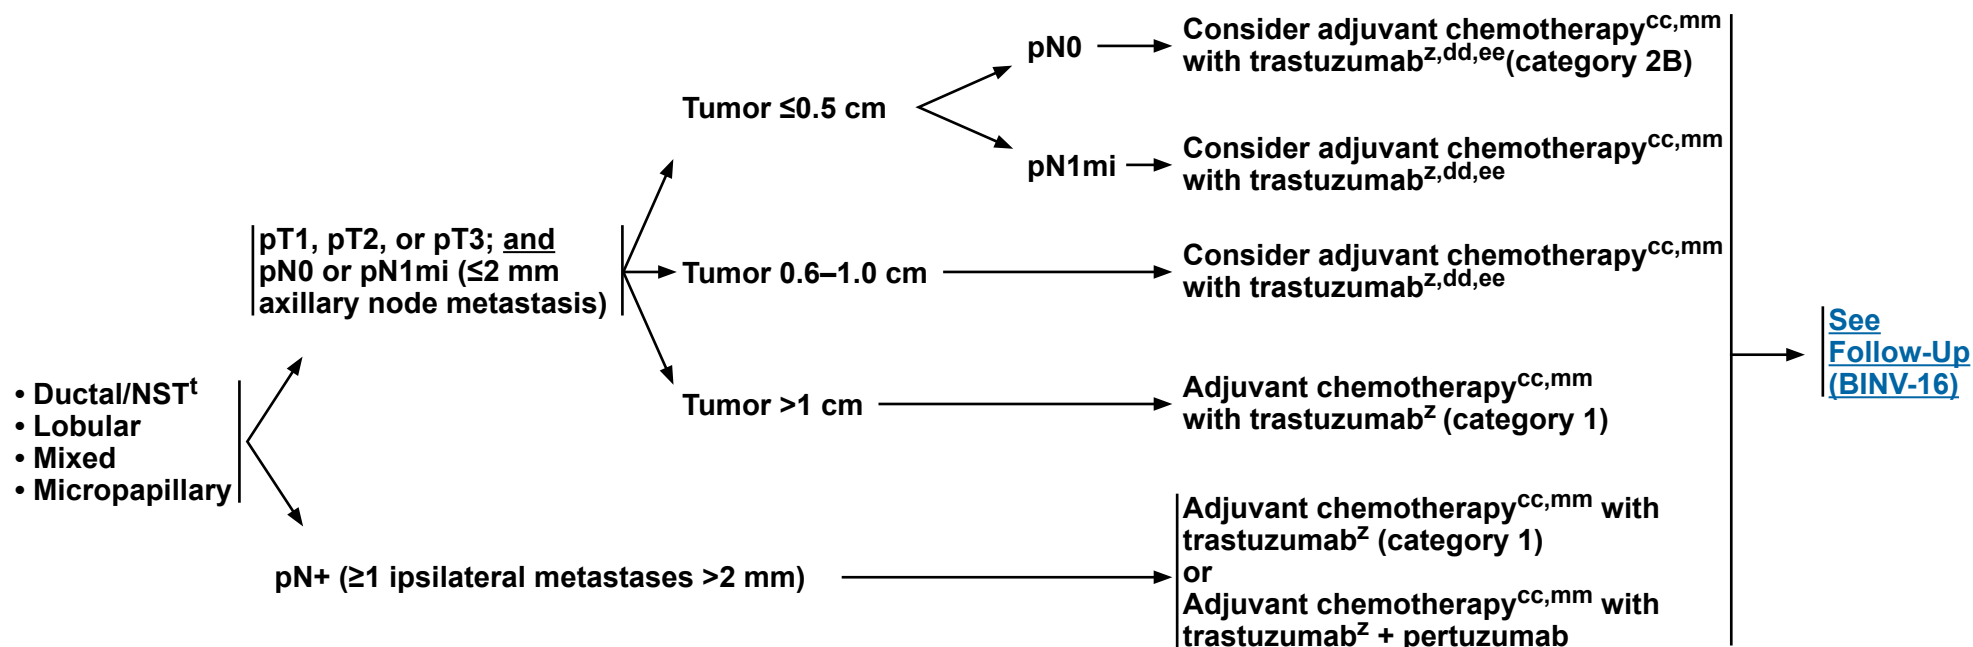 • Ductal/NSTt
• Lobular
• Mixed
• Micropapillary
pT1, pT2, or pT3; and
pN0 or pN1mi (≤2 mm
axillary node metastasis)
pN+ (≥1 ipsilateral metastases >2 mm)
Tumor ≤0.5 cm
pN0
Consider adjuvant chemotherapycc,mm
with trastuzumabz,dd,ee(category 2B)
pN1mi
Consider adjuvant chemotherapycc,mm
with trastuzumabz,dd,ee
Tumor 0.6–1.0 cm
Consider adjuvant chemotherapycc,mm
with trastuzumabz,dd,ee
Tumor >1 cm
Adjuvant chemotherapycc,mm
with trastuzumabz (category 1)
Adjuvant chemotherapycc,mm with
trastuzumabz (category 1)
or
Adjuvant chemotherapycc,mm with
trastuzumabz + pertuzumab
See
Follow-Up
(BINV-16)